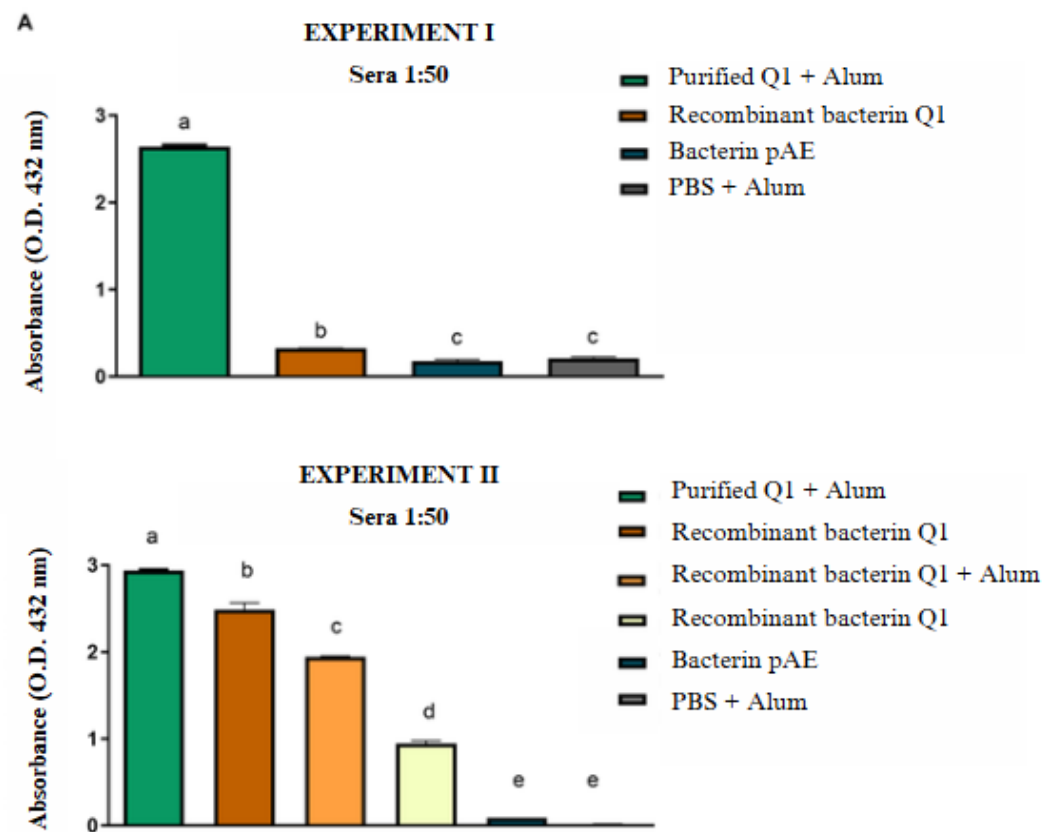 A
EXPERIMENT I
Sera 1:50
Absorbance (O.D. 432 nm)
3
2
1
0
a
b
c
c
Purified Q1 + Alum
Recombinant bacterin Q1
Bacterin pAE
PBS + Alum
EXPERIMENT II
Sera 1:50
Absorbance (O.D. 432 nm)
3
2
1
0
a
b
c
d
e
e
Purified Q1 + Alum
Recombinant bacterin Q1
Recombinant bacterin Q1 + Alum
Recombinant bacterin Q1
Bacterin pAE
PBS + Alum